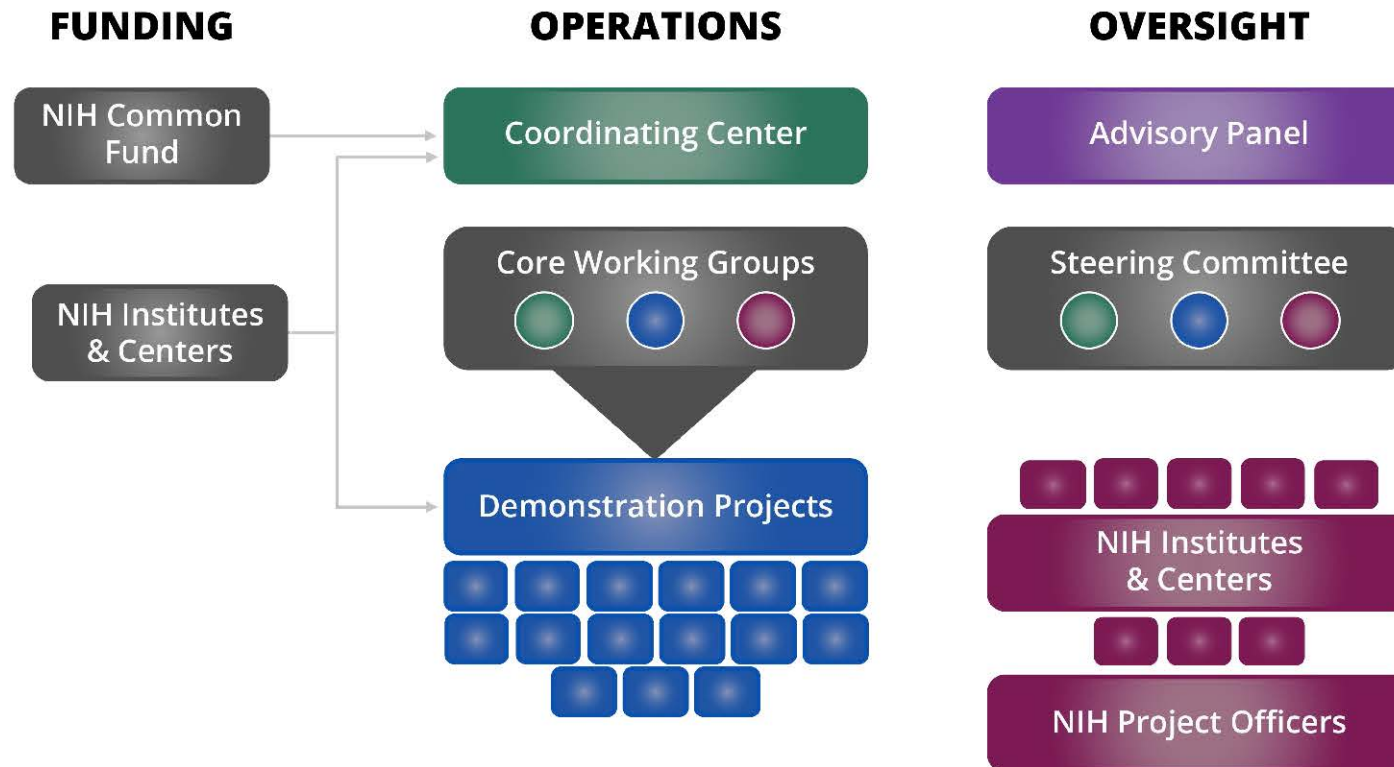 FUNDING
OPERATIONS
OVERSIGHT
NIH Common
Fund
Coordinating Center
Advisory Panel
Core Working Groups
Steering Committee
NIH Institutes
& Centers
Demonstration Projects
NIH Institutes
& Centers
NIH Project Officers